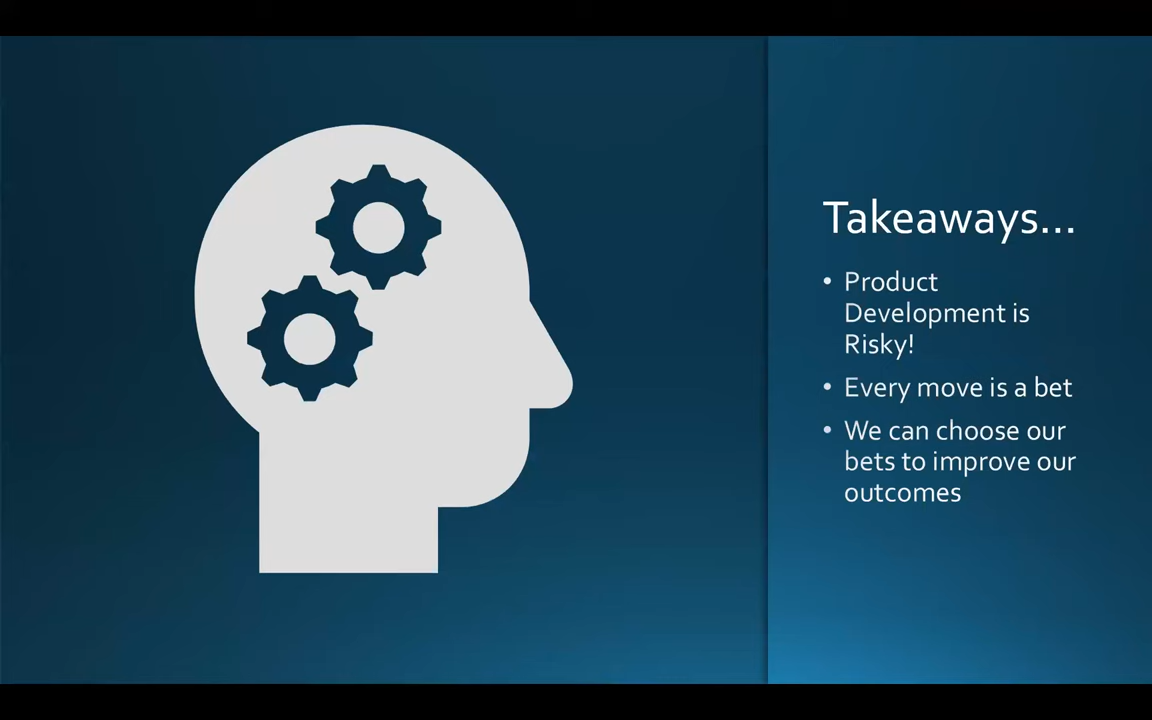 Takeaways...
• Product
Development is
Risky!
• Every move is a bet
• We can choose our
bets to improve our
outcomes